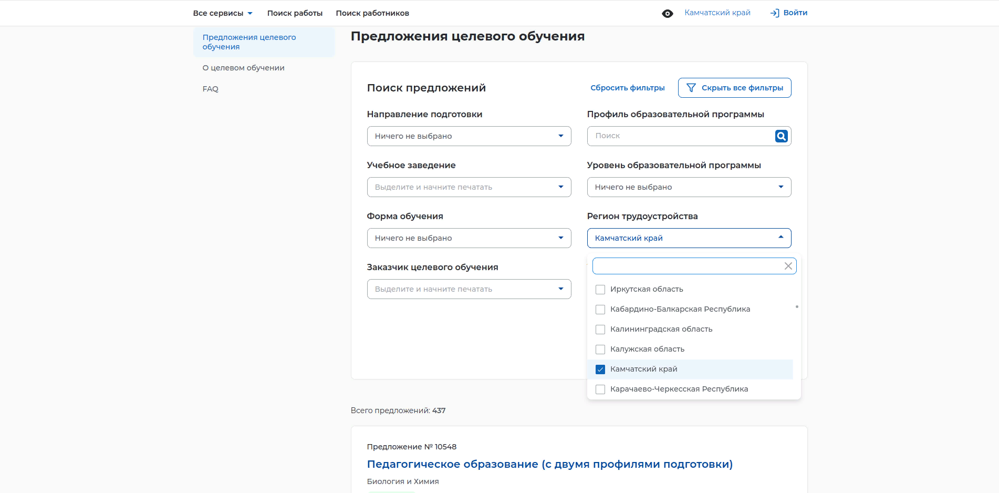 Все сервисы
Поиск работы
Поиск работников
Камчатский край
Войти
Предложения целевого
обучения
О целевом обучении
FAQ
Предложения целевого обучения
Поиск предложений
Сбросить фильтры
Скрыть все фильтры
Направление подготовки
Ничего не выбрано
Профиль образовательной программы
Поиск
Учебное заведение
Выделите и начните печатать
Уровень образовательной программы
Ничего не выбрано
Форма обучения
Ничего не выбрано
Регион трудоустройства
Камчатский край
Заказчик целевого обучения
Выделите и начните печатать
Иркутская область
Кабардино-Балкарская Республика
Калининградская область
Калужская область
Камчатский край
Карачаево-Черкесская Республика
Всего предложений: 437
Предложение № 10548
Педагогическое образование (с двумя профилями подготовки)
Биология и Химия